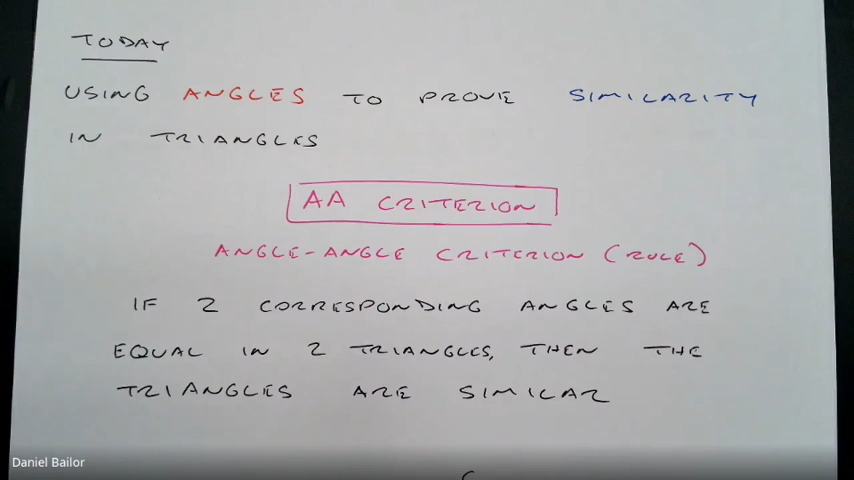 TODAY
USING ANGLES TO PROVE SIMILARITY
IN TRIANGLES
AA CRITERION
ANGLE-ANGLE CRITERION (RULE)
IF 2 CORRESPONDING ANGLES ARE
EQUAL IN 2 TRIANGLES, THEN THE
TRIANGLES ARE SIMILAR
Daniel Bailor